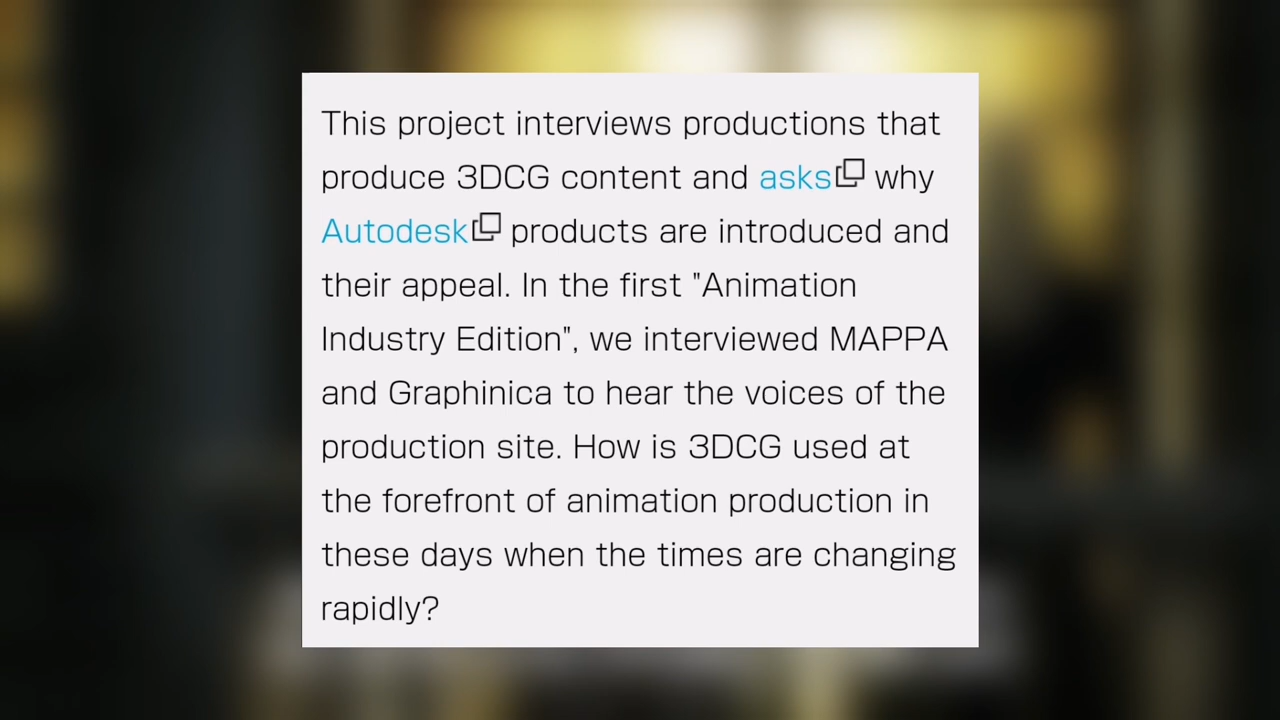 This project interviews productions that
produce 3DCG content and asks why
Autodesk products are introduced and
their appeal. In the first "Animation
Industry Edition", we interviewed MAPPA
and Graphinica to hear the voices of the
production site. How is 3DCG used at
the forefront of animation production in
these days when the times are changing
rapidly?